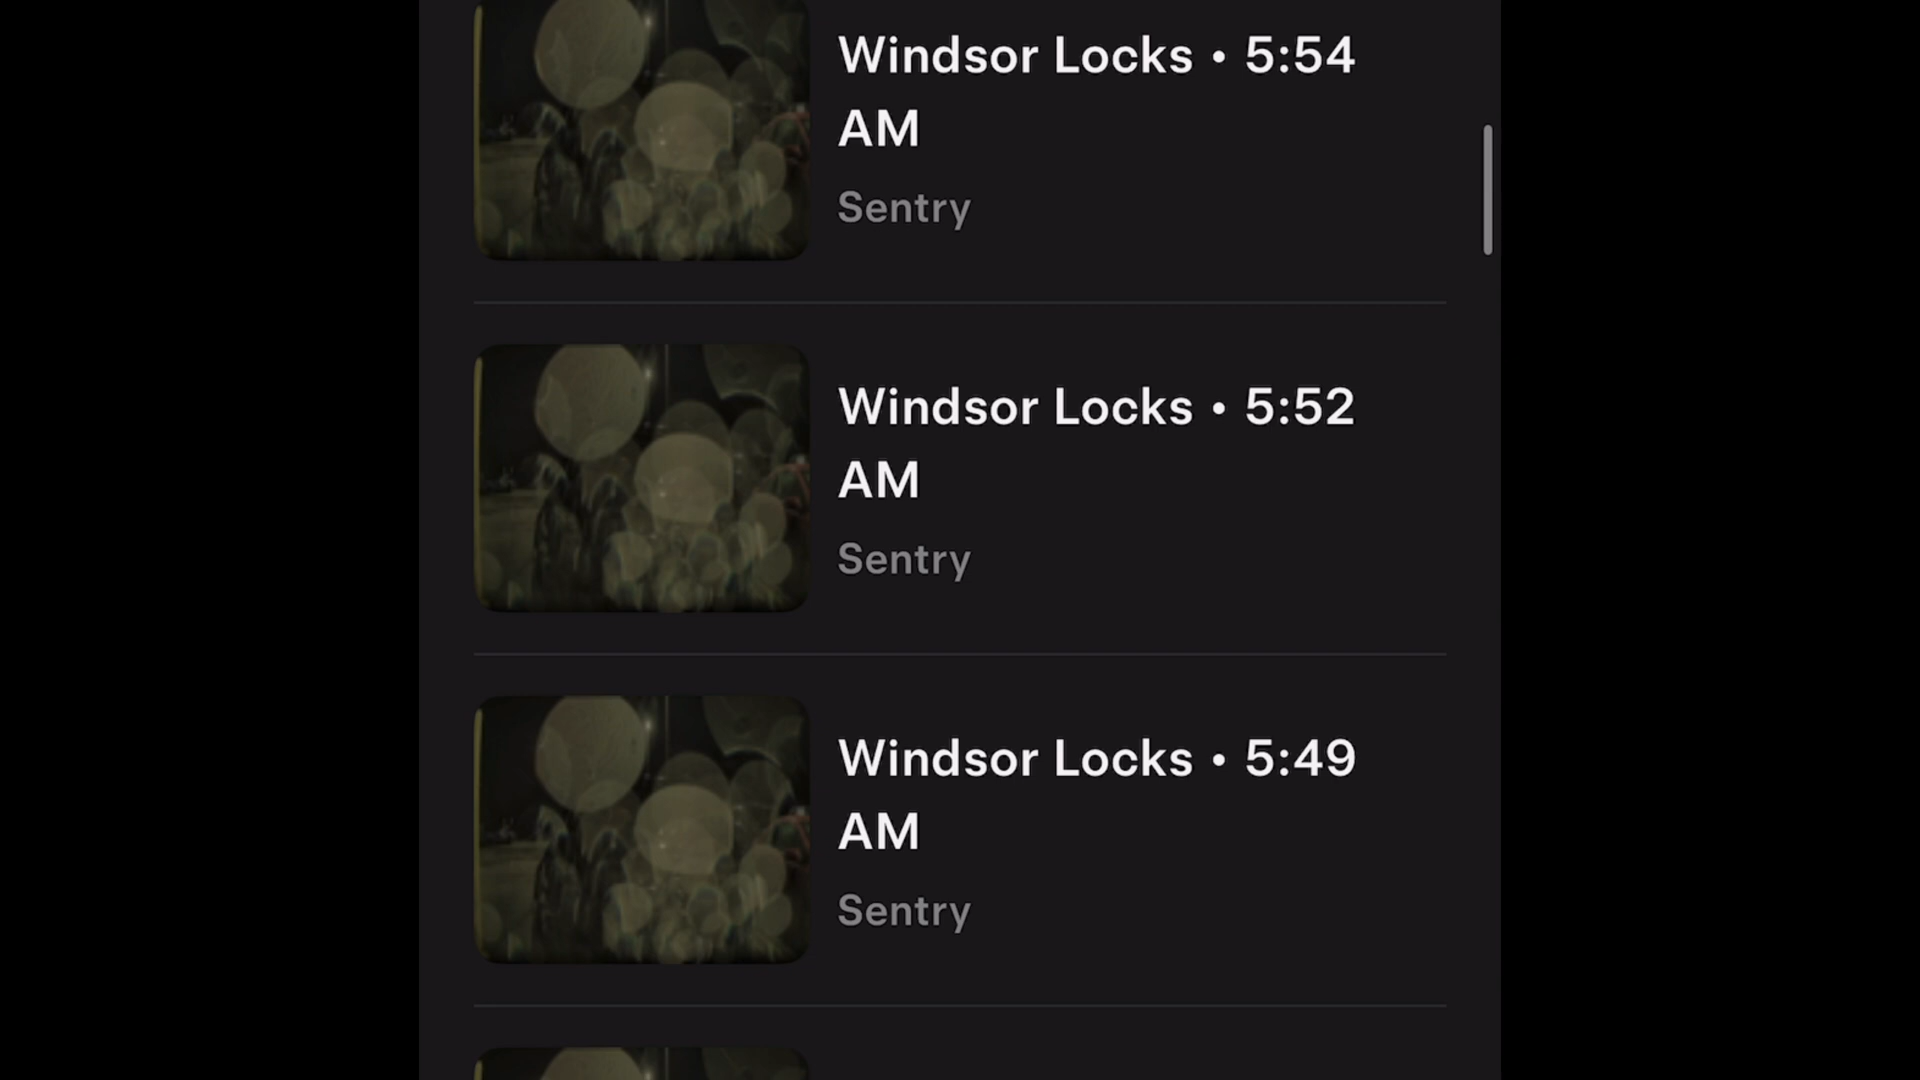 Windsor Locks • 5:54
AM
Sentry
Windsor Locks • 5:52
AM
Sentry
Windsor Locks • 5:49
AM
Sentry